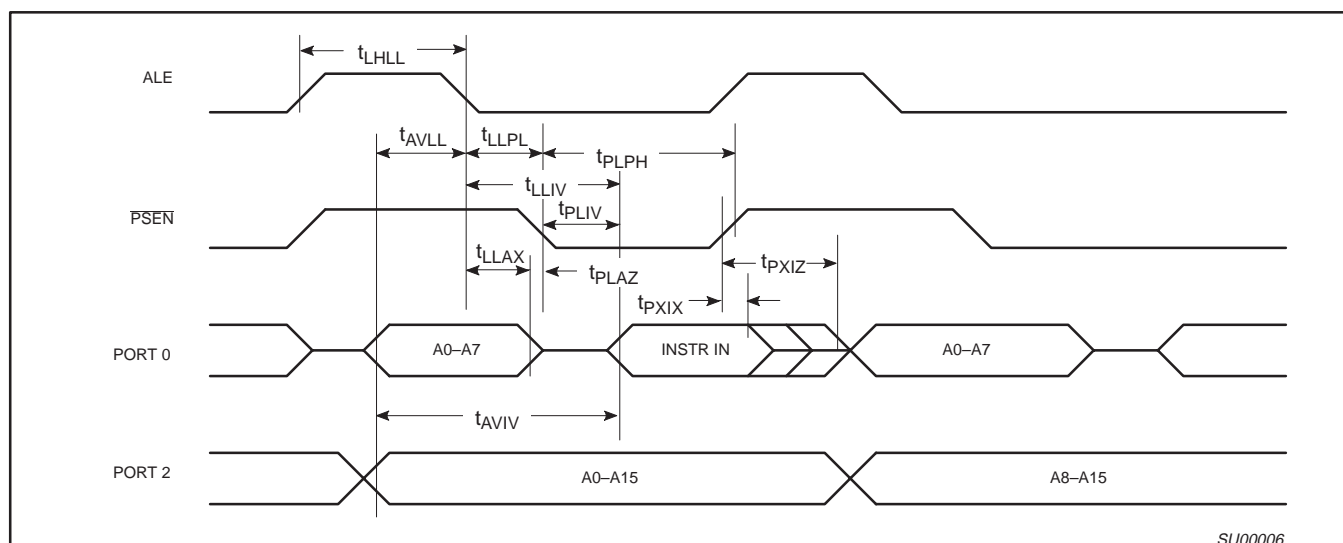 tLHLL
ALE
tAVLL tLLPL
tPLPH
tLLIV
PSEN
tPLIV
tLLAX
tPLAZ
tPXIZ
tPXIX
PORT 0
A0–A7
INSTR IN
A0–A7
tAVIV
PORT 2
A0–A15
A8–A15
SU00006